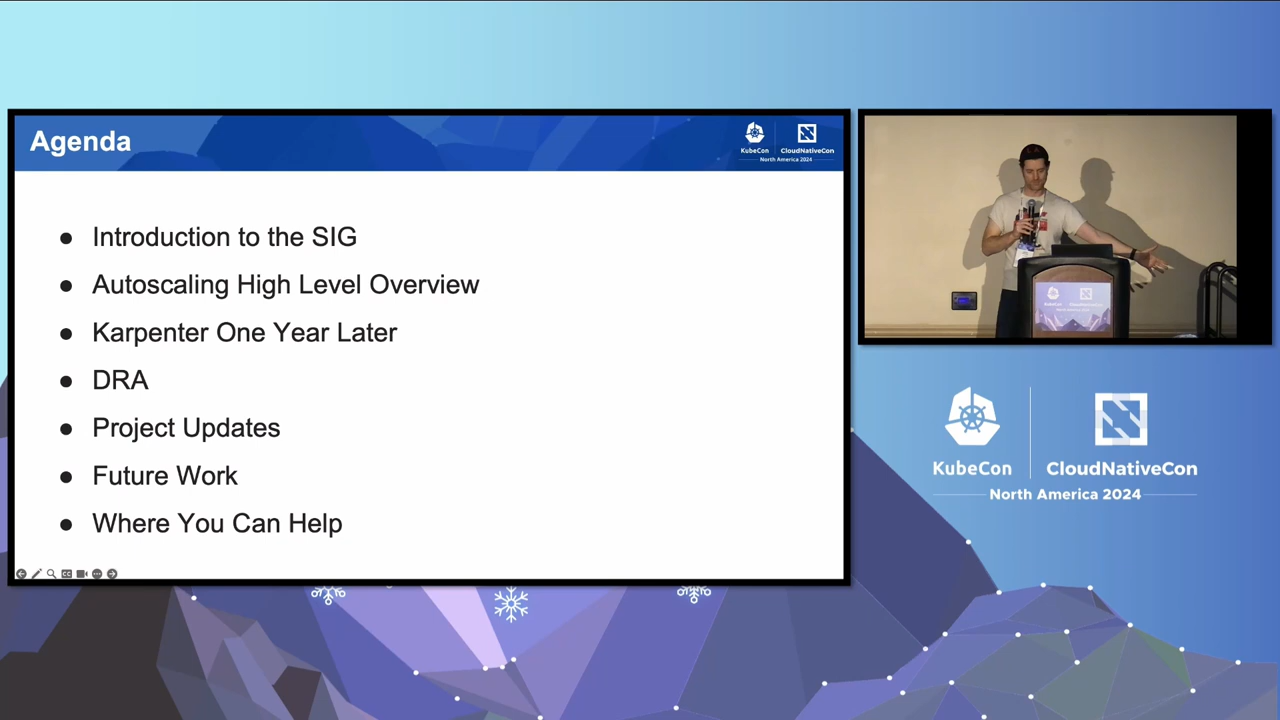 Agenda
KubeCon
CloudNativeCon
North America 2024
Introduction to the SIG
Autoscaling High Level Overview
Karpenter One Year Later
DRA
Project Updates
Future Work
Where You Can Help
KubeCon
CloudNativeCon
North America 2024